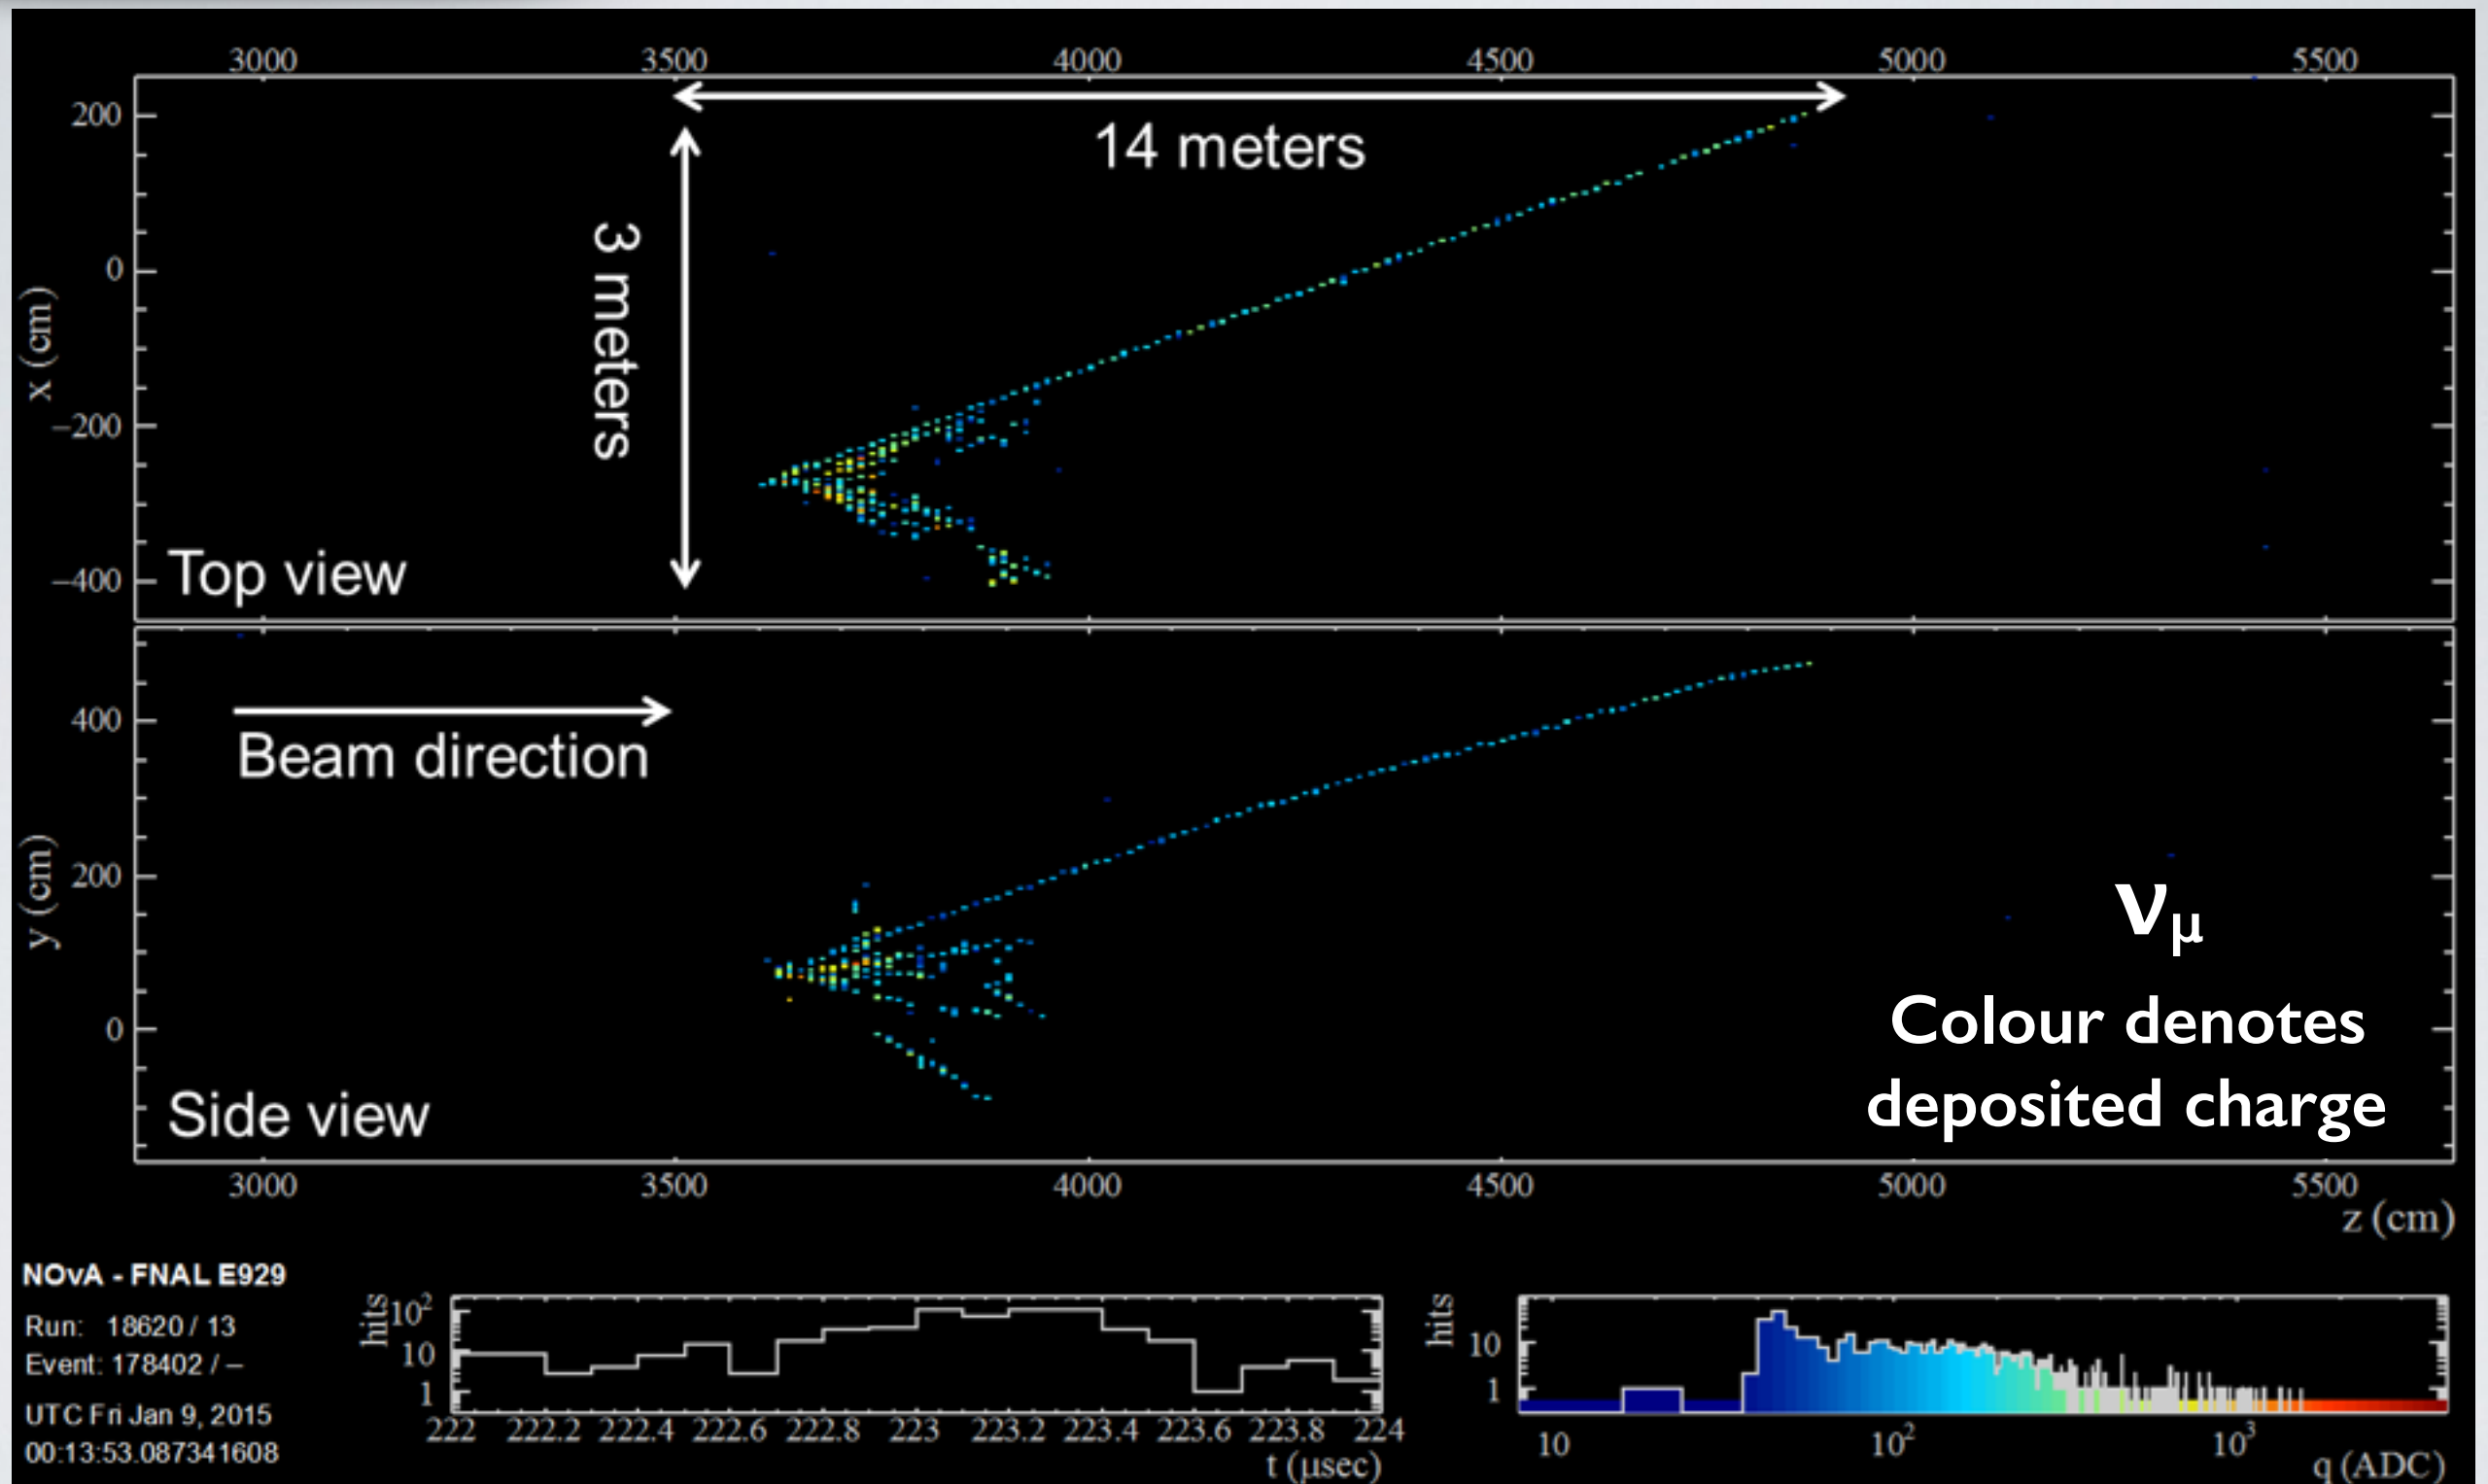 3000 3500 4000 4500 5000 5500
14 meters
3 meters
200
0
−200
−400
x (cm)
Top view
Beam direction
400
200
0
y (cm)
Side view
ν_μ
Colour denotes
deposited charge
3000 3500 4000 4500 5000 5500
z (cm)
NOvA - FNAL E929
Run: 18620 / 13
Event: 178402 / –
UTC Fri Jan 9, 2015
00:13:53.087341608
hits
10²
10
1
222 222.2 222.4 222.6 222.8 223 223.2 223.4 223.6 223.8 224
t (μsec)
hits
10
1
10 10² 10³
q (ADC)